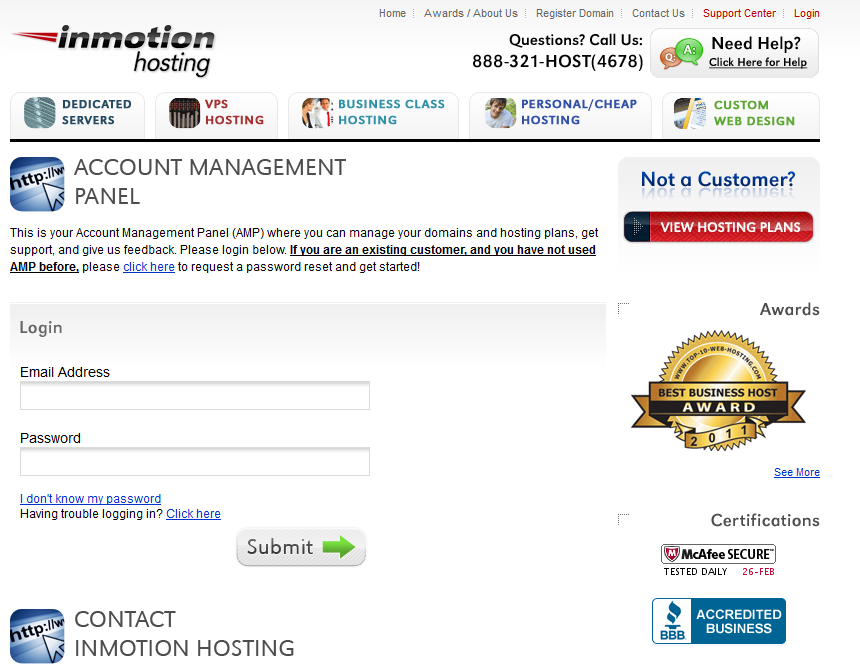 Home Awards / About Us Register Domain Contact Us Support Center Login
inmotion
hosting
Questions? Call Us:
888-321-HOST(4678)
Q: A:
Need Help?
Click Here for Help
DEDICATED
SERVERS
VPS
HOSTING
BUSINESS CLASS
HOSTING
PERSONAL/CHEAP
HOSTING
CUSTOM
WEB DESIGN
http://w
ACCOUNT MANAGEMENT
PANEL
This is your Account Management Panel (AMP) where you can manage your domains and hosting plans, get
support, and give us feedback. Please login below. If you are an existing customer, and you have not used
AMP before, please click here to request a password reset and get started!
Not a Customer?
VIEW HOSTING PLANS
Login
Email Address
Password
I don't know my password
Having trouble logging in? Click here
Submit
Awards
WWW.TOP-10-WEB-HOSTING.COM
BEST BUSINESS HOST
AWARD
2011
See More
Certifications
McAfee SECURE™
TESTED DAILY 26-FEB
BBB
ACCREDITED
BUSINESS
http://w
CONTACT
INMOTION HOSTING